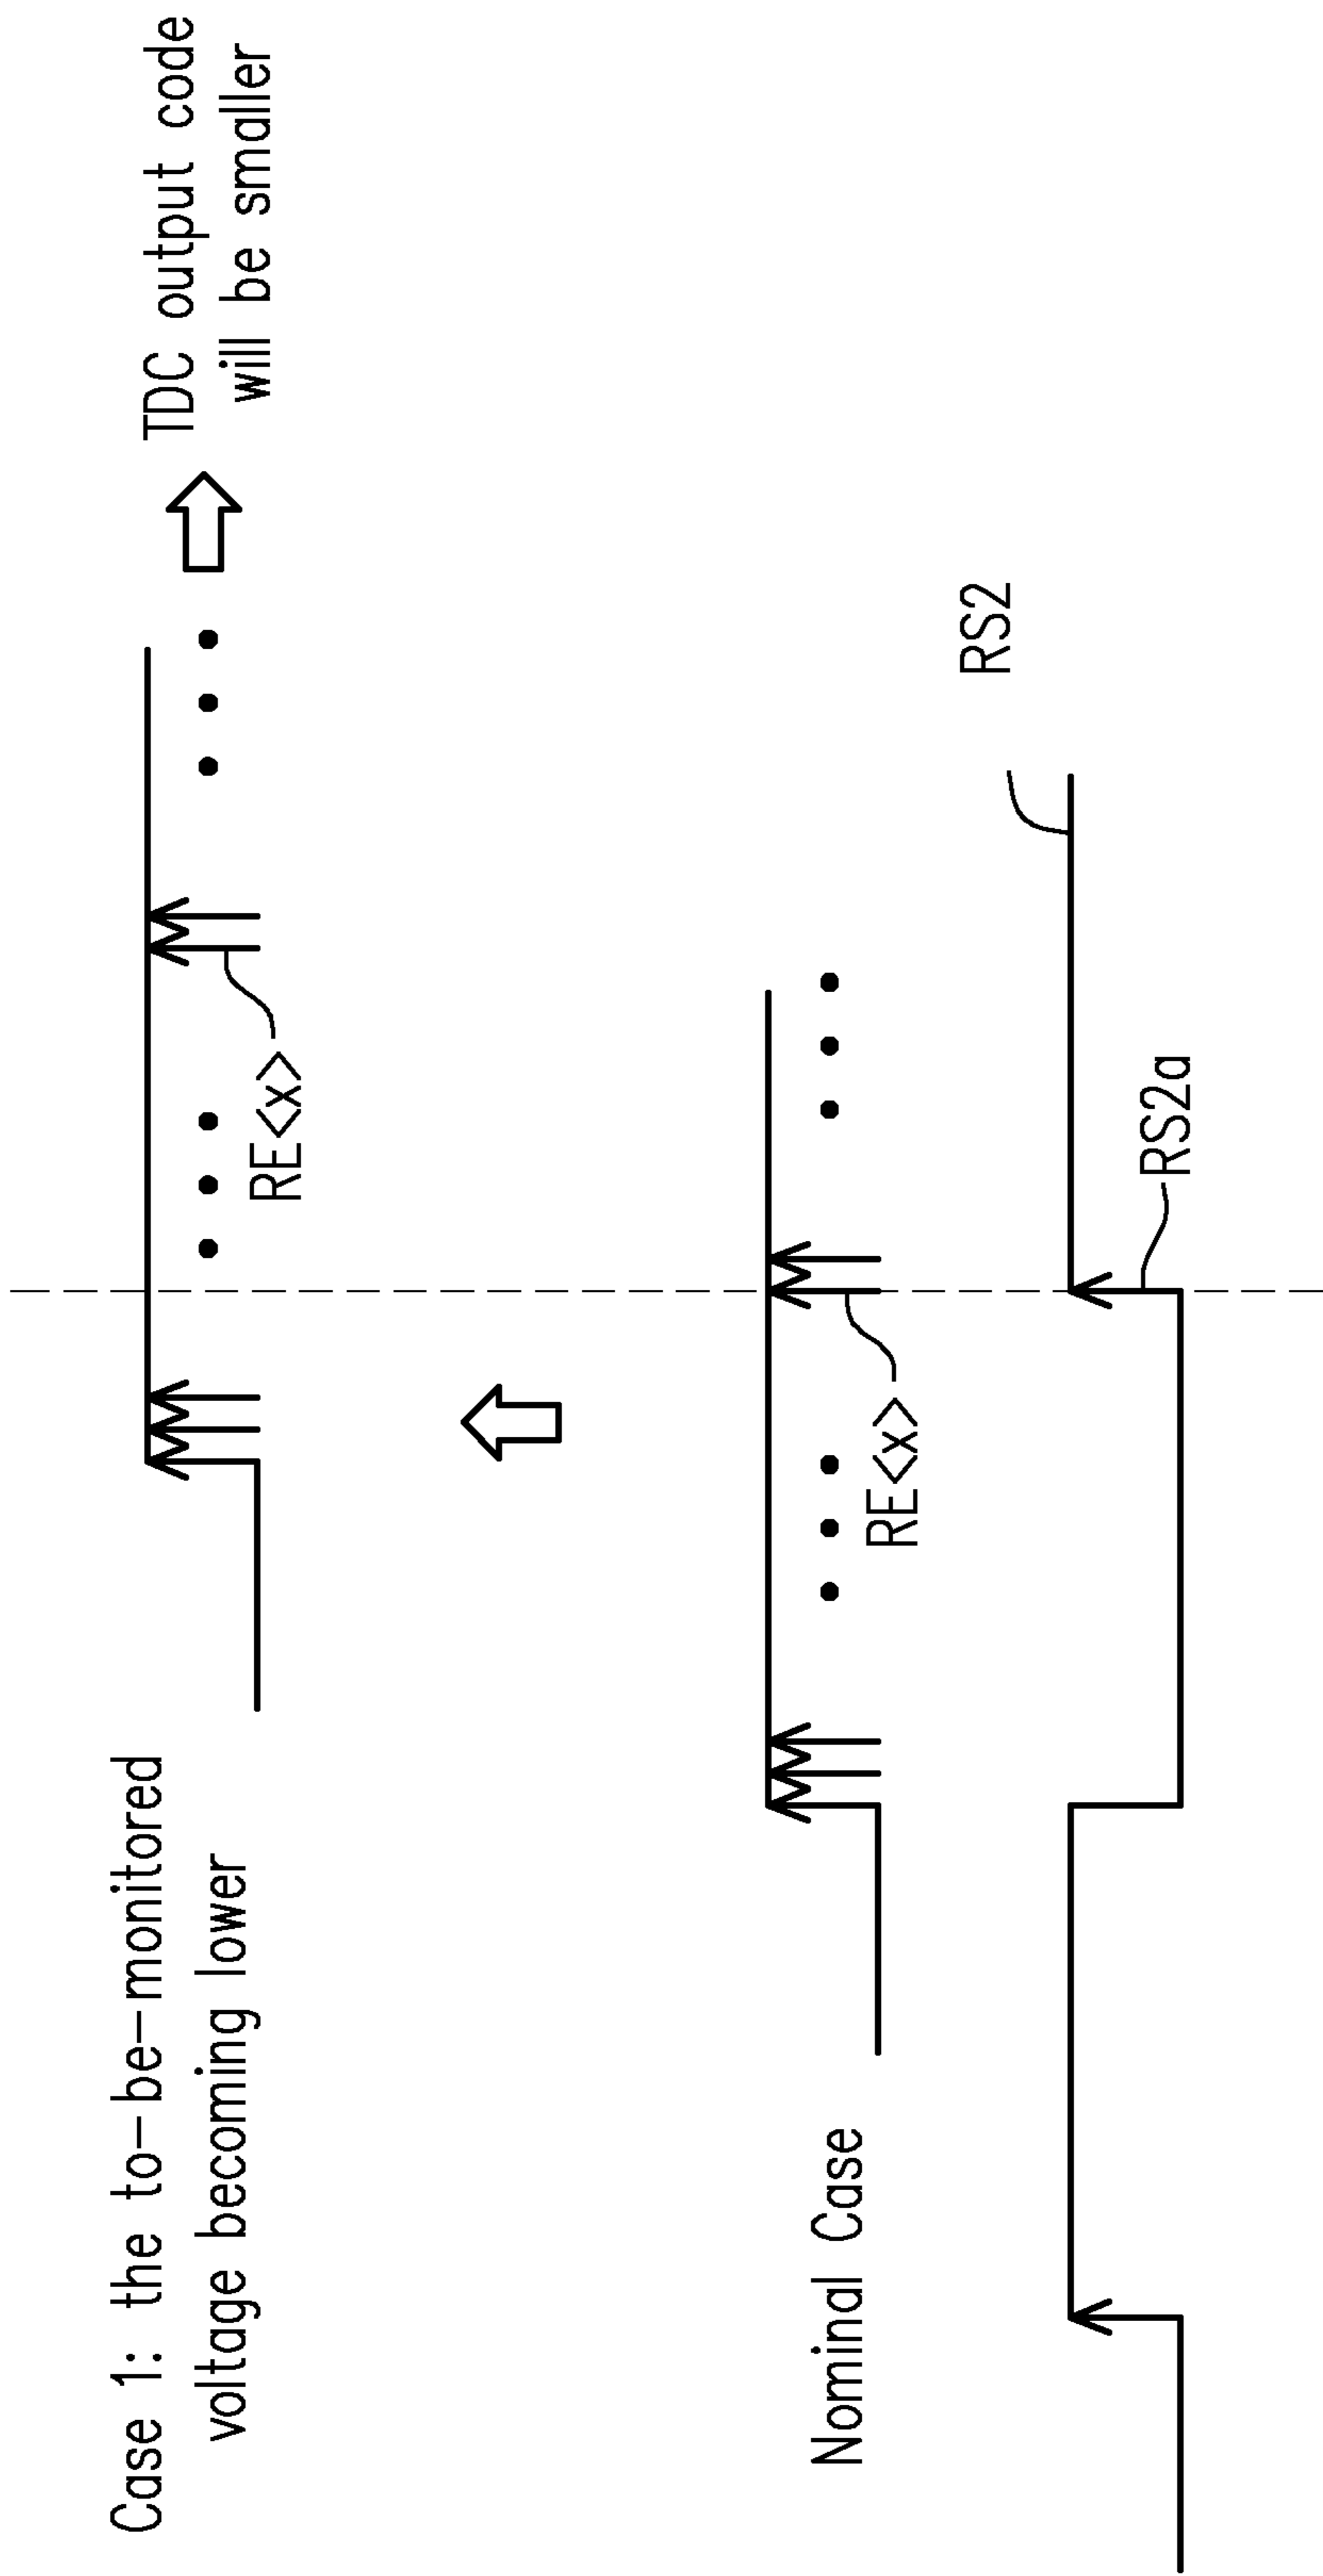 Case 1: the to-be-monitored
voltage becoming lower
RE<x>
TDC output code
will be smaller
Nominal Case
RE<x>
RS2
RS2a